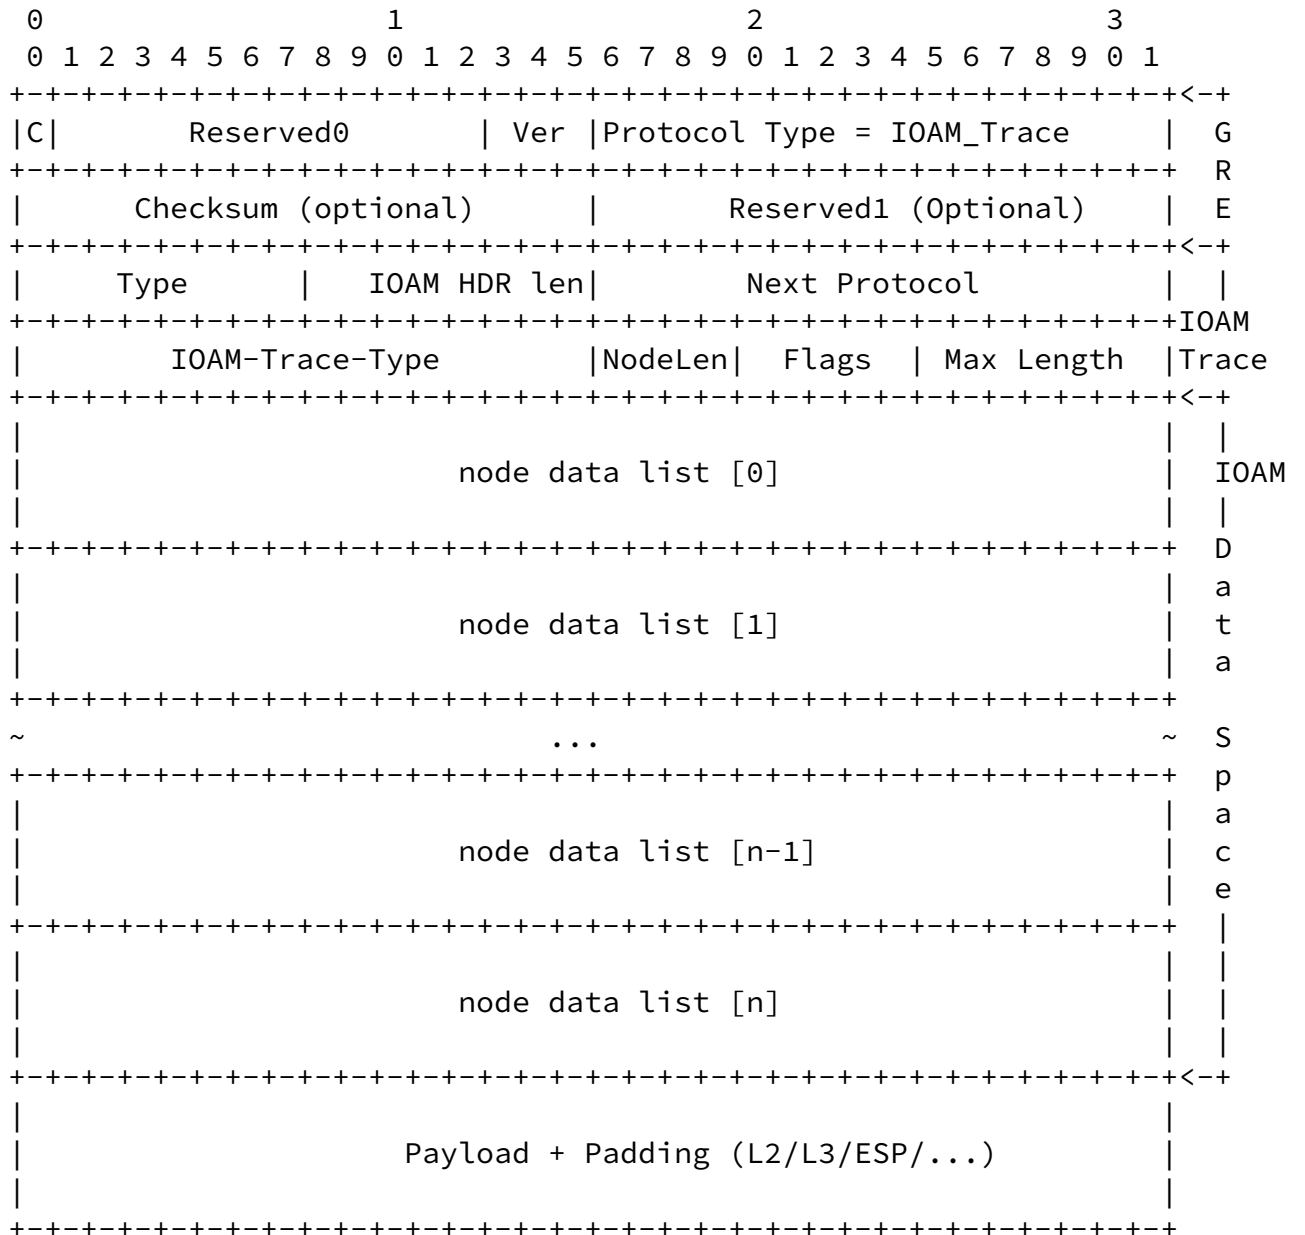 0                   1                   2                   3
 0 1 2 3 4 5 6 7 8 9 0 1 2 3 4 5 6 7 8 9 0 1 2 3 4 5 6 7 8 9 0 1
+-+-+-+-+-+-+-+-+-+-+-+-+-+-+-+-+-+-+-+-+-+-+-+-+-+-+-+-+-+-+-+-+<-+
|C|        Reserved0       | Ver |Protocol Type = IOAM_Trace     |  G
+-+-+-+-+-+-+-+-+-+-+-+-+-+-+-+-+-+-+-+-+-+-+-+-+-+-+-+-+-+-+-+-+  R
|      Checksum (optional)      |       Reserved1 (Optional)    |  E
+-+-+-+-+-+-+-+-+-+-+-+-+-+-+-+-+-+-+-+-+-+-+-+-+-+-+-+-+-+-+-+-+<-+
|     Type      |   IOAM HDR len|        Next Protocol          |  |
+-+-+-+-+-+-+-+-+-+-+-+-+-+-+-+-+-+-+-+-+-+-+-+-+-+-+-+-+-+-+-+-+IOAM
|        IOAM-Trace-Type        |NodeLen|  Flags  | Max Length  |Trace
+-+-+-+-+-+-+-+-+-+-+-+-+-+-+-+-+-+-+-+-+-+-+-+-+-+-+-+-+-+-+-+-+<-+
|                                                               |  |
|                        node data list [0]                     |  IOAM
|                                                               |  |
+-+-+-+-+-+-+-+-+-+-+-+-+-+-+-+-+-+-+-+-+-+-+-+-+-+-+-+-+-+-+-+-+  D
|                                                               |  a
|                        node data list [1]                     |  t
|                                                               |  a
+-+-+-+-+-+-+-+-+-+-+-+-+-+-+-+-+-+-+-+-+-+-+-+-+-+-+-+-+-+-+-+-+
~                             ...                               ~  S
+-+-+-+-+-+-+-+-+-+-+-+-+-+-+-+-+-+-+-+-+-+-+-+-+-+-+-+-+-+-+-+-+  p
|                                                               |  a
|                        node data list [n-1]                   |  c
|                                                               |  e
+-+-+-+-+-+-+-+-+-+-+-+-+-+-+-+-+-+-+-+-+-+-+-+-+-+-+-+-+-+-+-+-+  |
|                                                               |  |
|                        node data list [n]                     |  |
|                                                               |  |
+-+-+-+-+-+-+-+-+-+-+-+-+-+-+-+-+-+-+-+-+-+-+-+-+-+-+-+-+-+-+-+-+<-+
|                                                               |
|                     Payload + Padding (L2/L3/ESP/...)         |
|                                                               |
+-+-+-+-+-+-+-+-+-+-+-+-+-+-+-+-+-+-+-+-+-+-+-+-+-+-+-+-+-+-+-+-+